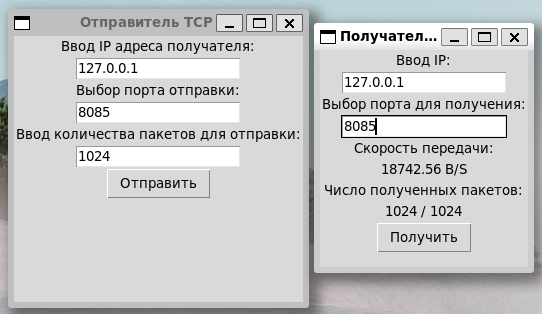 Отправитель TCP
Ввод IP адреса получателя:
127.0.0.1
Выбор порта отправки:
8085
Ввод количества пакетов для отправки:
1024
Отправить
Получател...
Ввод IP:
127.0.0.1
Выбор порта для получения:
8085
Скорость передачи:
18742.56 B/S
Число полученных пакетов:
1024 / 1024
Получить